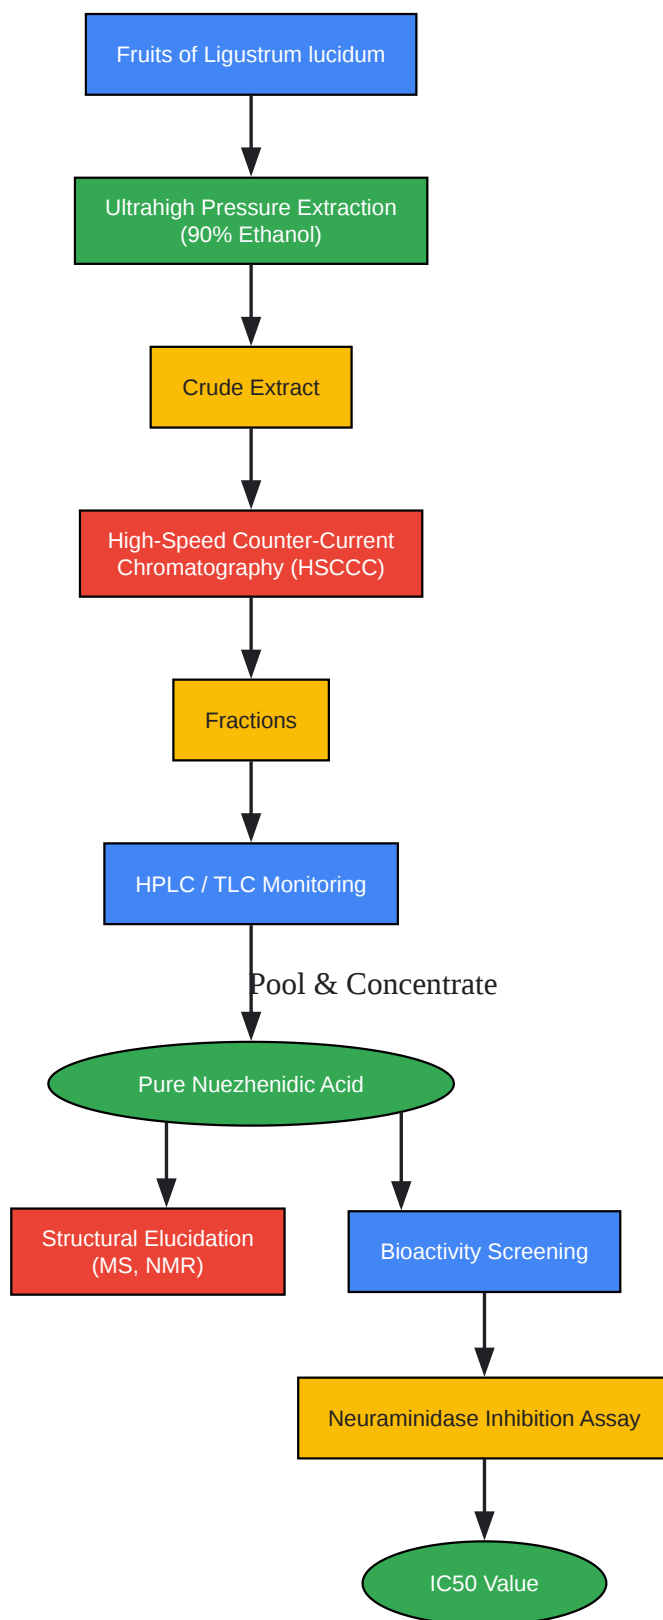 Fruits of Ligustrum lucidum
Ultrahigh Pressure Extraction
(90% Ethanol)
Crude Extract
High-Speed Counter-Current
Chromatography (HSCCC)
Fractions
HPLC / TLC Monitoring
Pool & Concentrate
Pure Nuezhenidic Acid
Structural Elucidation
(MS, NMR)
Bioactivity Screening
Neuraminidase Inhibition Assay
IC50 Value